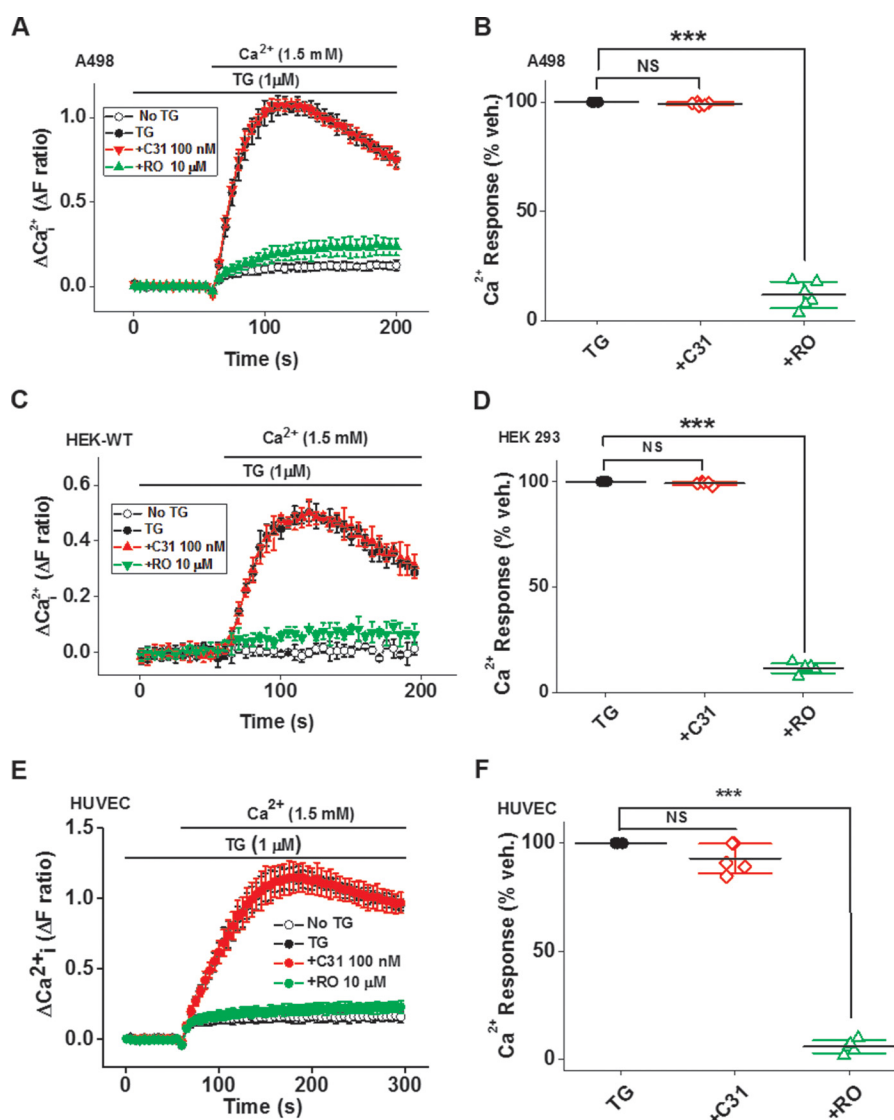 A
A498
Ca²⁺ (1.5 mM)
TG (1µM)
No TG
TG
+C31 100 nM
+RO 10 µM
ΔCa²⁺ᵢ (ΔF ratio)
1.0
0.5
0.0
0
100
200
Time (s)
B
A498
***
NS
Ca²⁺ Response (% veh.)
100
50
0
TG
+C31
+RO
C
HEK-WT
Ca²⁺ (1.5 mM)
TG (1µM)
No TG
TG
+C31 100 nM
+RO 10 µM
ΔCa²⁺ᵢ (ΔF ratio)
0.6
0.4
0.2
0.0
0
100
200
Time (s)
D
HEK 293
***
NS
Ca²⁺ Response (% veh.)
100
50
0
TG
+C31
+RO
E
HUVEC
Ca²⁺ (1.5 mM)
TG (1 µM)
No TG
TG
+C31 100 nM
+RO 10 µM
ΔCa²⁺ᵢ (ΔF ratio)
1.5
1.0
0.5
0.0
0
100
200
300
Time (s)
F
HUVEC
***
NS
Ca²⁺ Response (% veh.)
100
50
0
TG
+C31
+RO